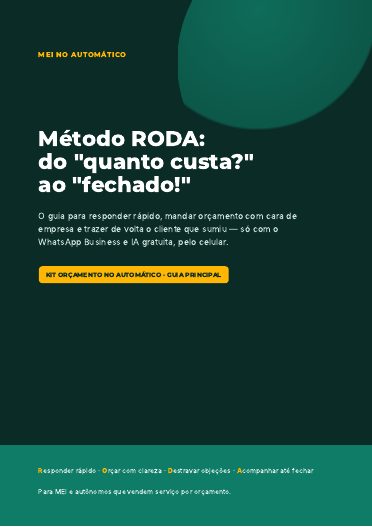 MEI NO AUTOMÁTICO
Método RODA:
do "quanto custa?"
ao "fechado!"
O guia para responder rápido, mandar orçamento com cara de
empresa e trazer de volta o cliente que sumiu — só com o
WhatsApp Business e IA gratuita, pelo celular.
KIT ORÇAMENTO NO AUTOMÁTICO · GUIA PRINCIPAL
Responder rápido · Orçar com clareza · Destravar objeções · Acompanhar até fechar
Para MEI e autônomos que vendem serviço por orçamento.